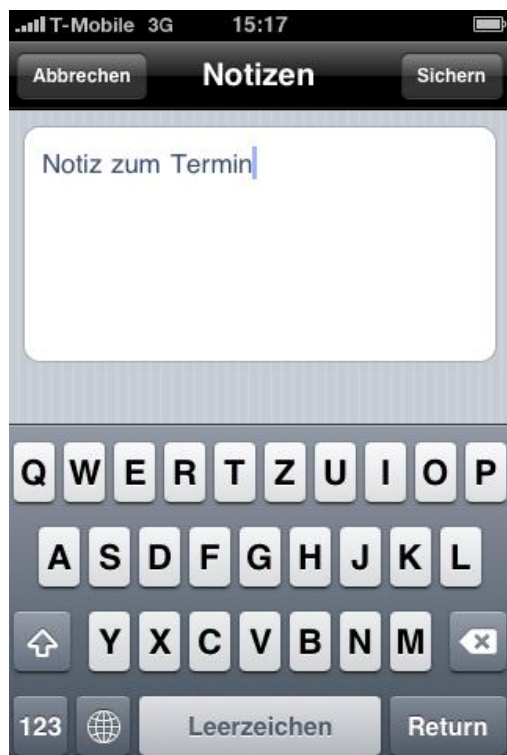 T-Mobile 3G 15:17
Abbrechen Notizen Sichern
Notiz zum Termin
Q W E R T Z U I O P
A S D F G H J K L
Y X C V B N M
123 Leerzeichen Return